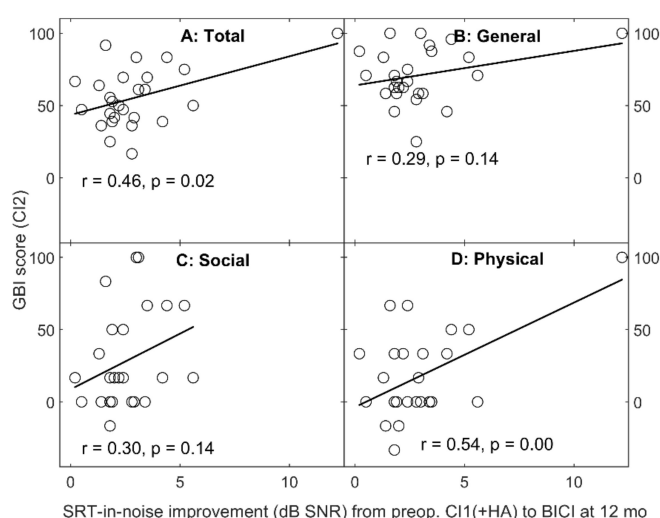 A: Total
B: General
100
50
0
100
50
0
r = 0.46, p = 0.02
r = 0.29, p = 0.14
GBI score (CI2)
C: Social
D: Physical
100
50
0
100
50
0
r = 0.30, p = 0.14
r = 0.54, p = 0.00
0
5
10
0
5
10
SRT-in-noise improvement (dB SNR) from preop. CI1(+HA) to BICI at 12 mo